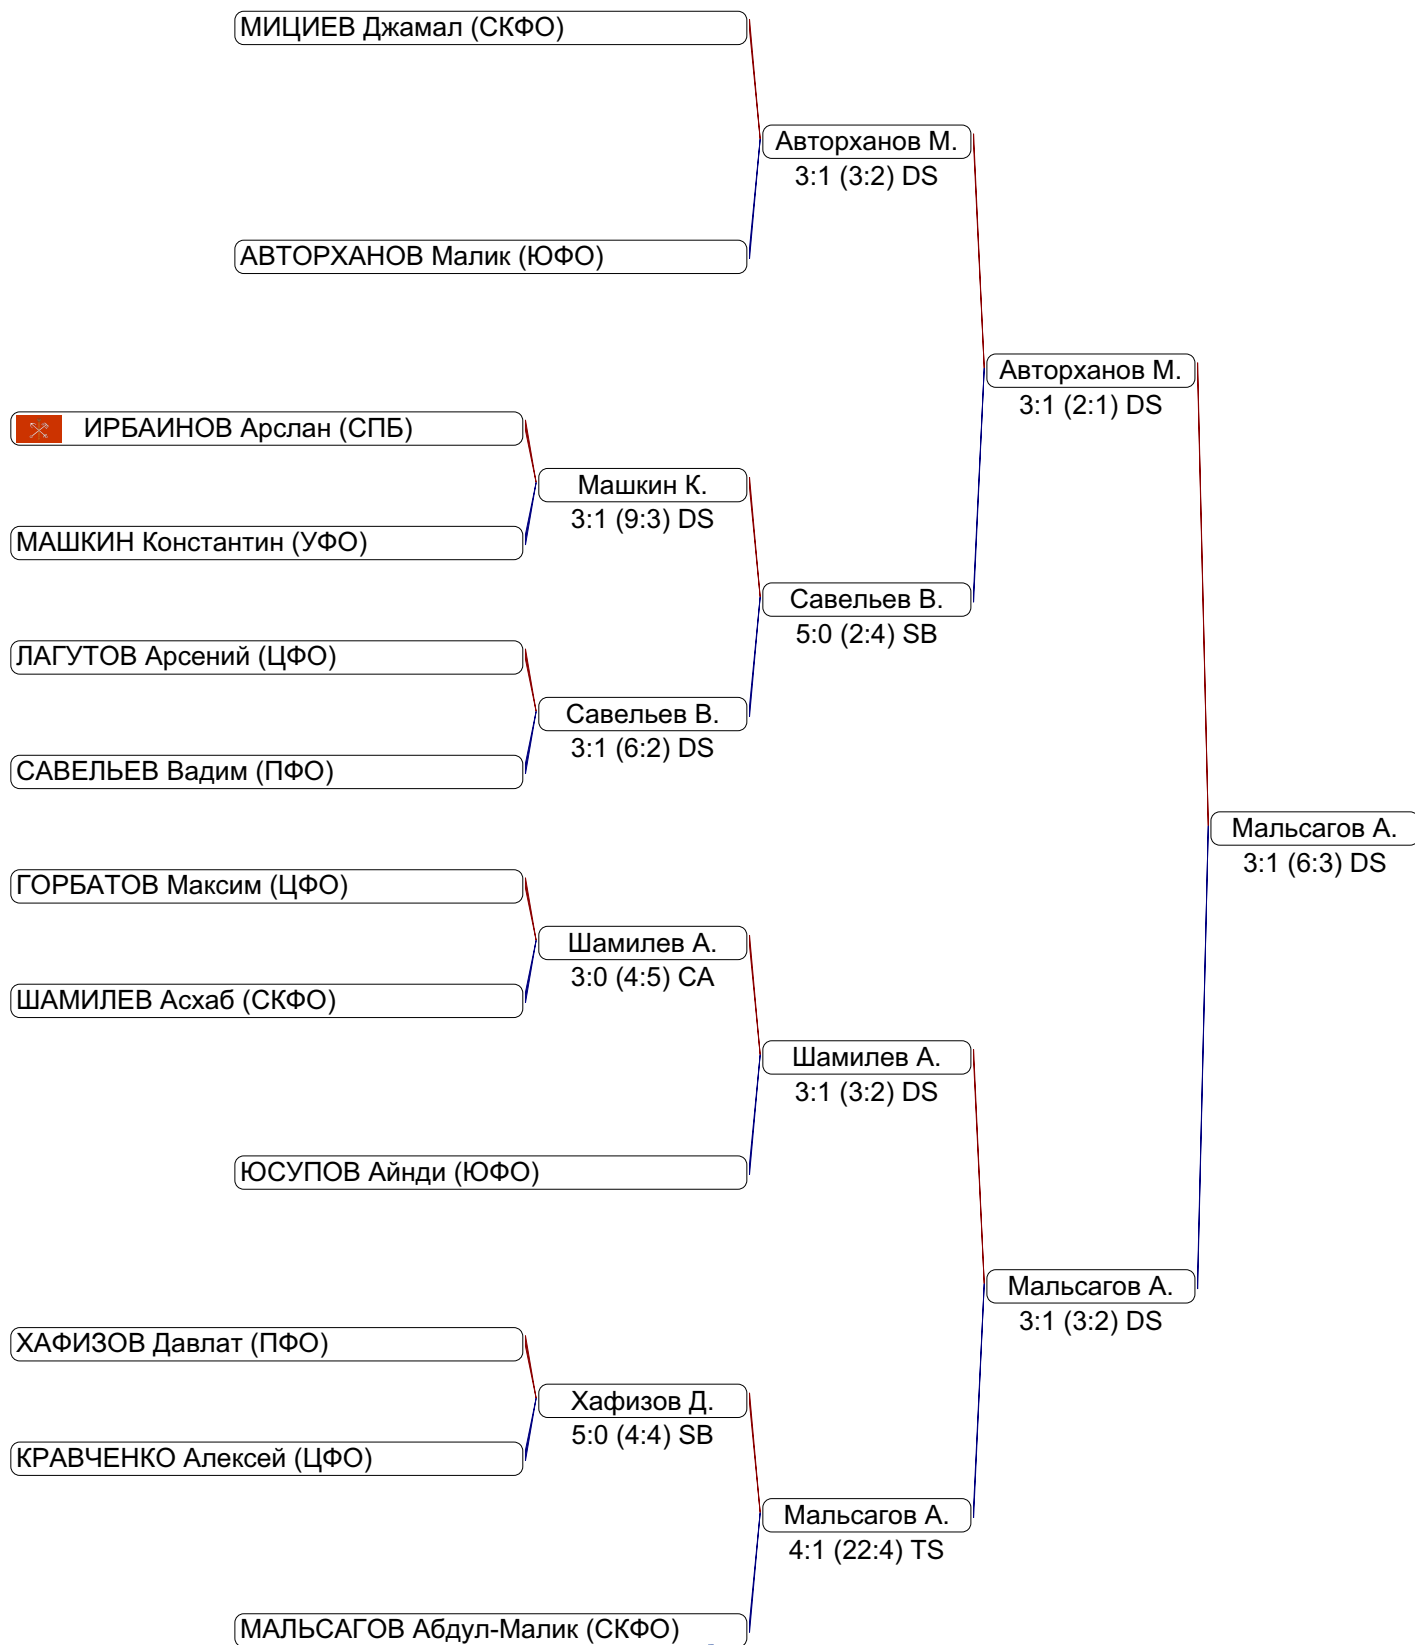 МИЦИЕВ Джамал (СКФО)
Авторханов М.
3:1 (3:2) DS
АВТОРХАНОВ Малик (ЮФО)
Авторханов М.
3:1 (2:1) DS
ИРБАИНОВ Арслан (СПБ)
Машкин К.
3:1 (9:3) DS
МАШКИН Константин (УФО)
Савельев В.
5:0 (2:4) SB
ЛАГУТОВ Арсений (ЦФО)
Савельев В.
3:1 (6:2) DS
САВЕЛЬЕВ Вадим (ПФО)
Мальсагов А.
3:1 (6:3) DS
ГОРБАТОВ Максим (ЦФО)
Шамилев А.
3:0 (4:5) CA
ШАМИЛЕВ Асхаб (СКФО)
Шамилев А.
3:1 (3:2) DS
ЮСУПОВ Айнди (ЮФО)
Мальсагов А.
3:1 (3:2) DS
ХАФИЗОВ Давлат (ПФО)
Хафизов Д.
5:0 (4:4) SB
КРАВЧЕНКО Алексей (ЦФО)
Мальсагов А.
4:1 (22:4) TS
МАЛЬСАГОВ Абдул-Малик (СКФО)